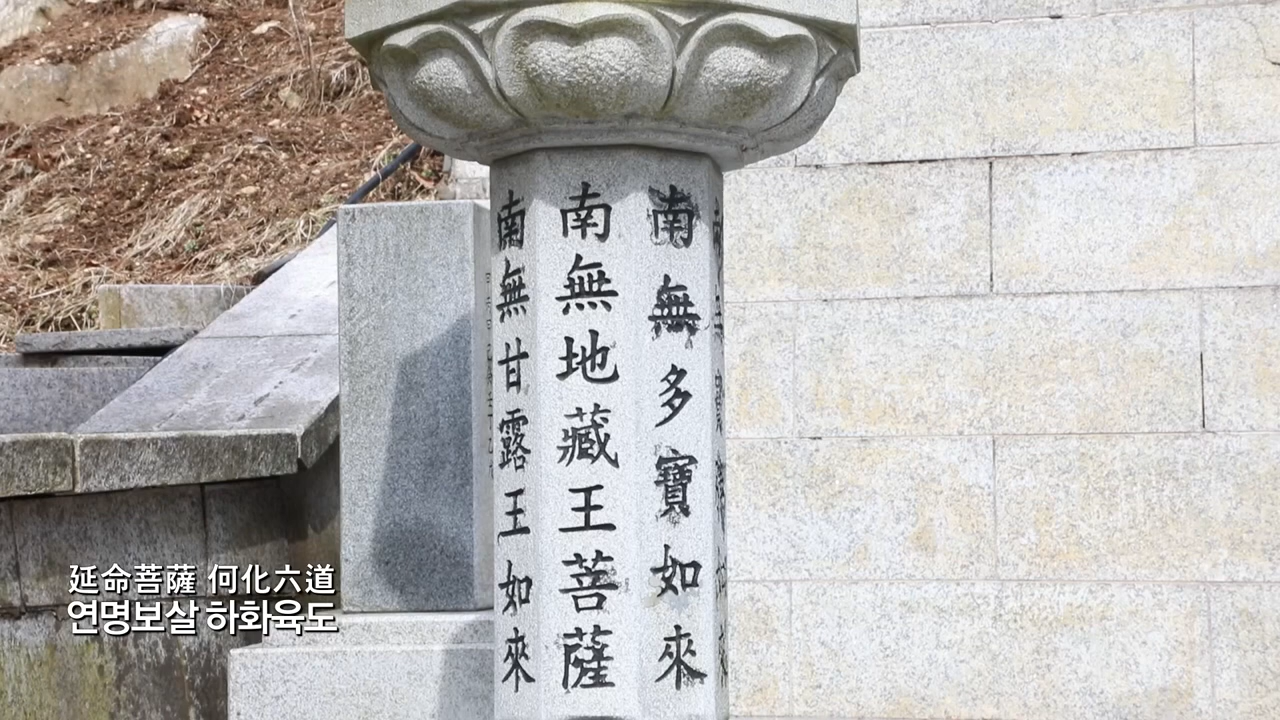 南無甘露王如來
南無地藏王菩薩
南無多寶如來
延命菩薩 何化六道
연명보살 하화육도